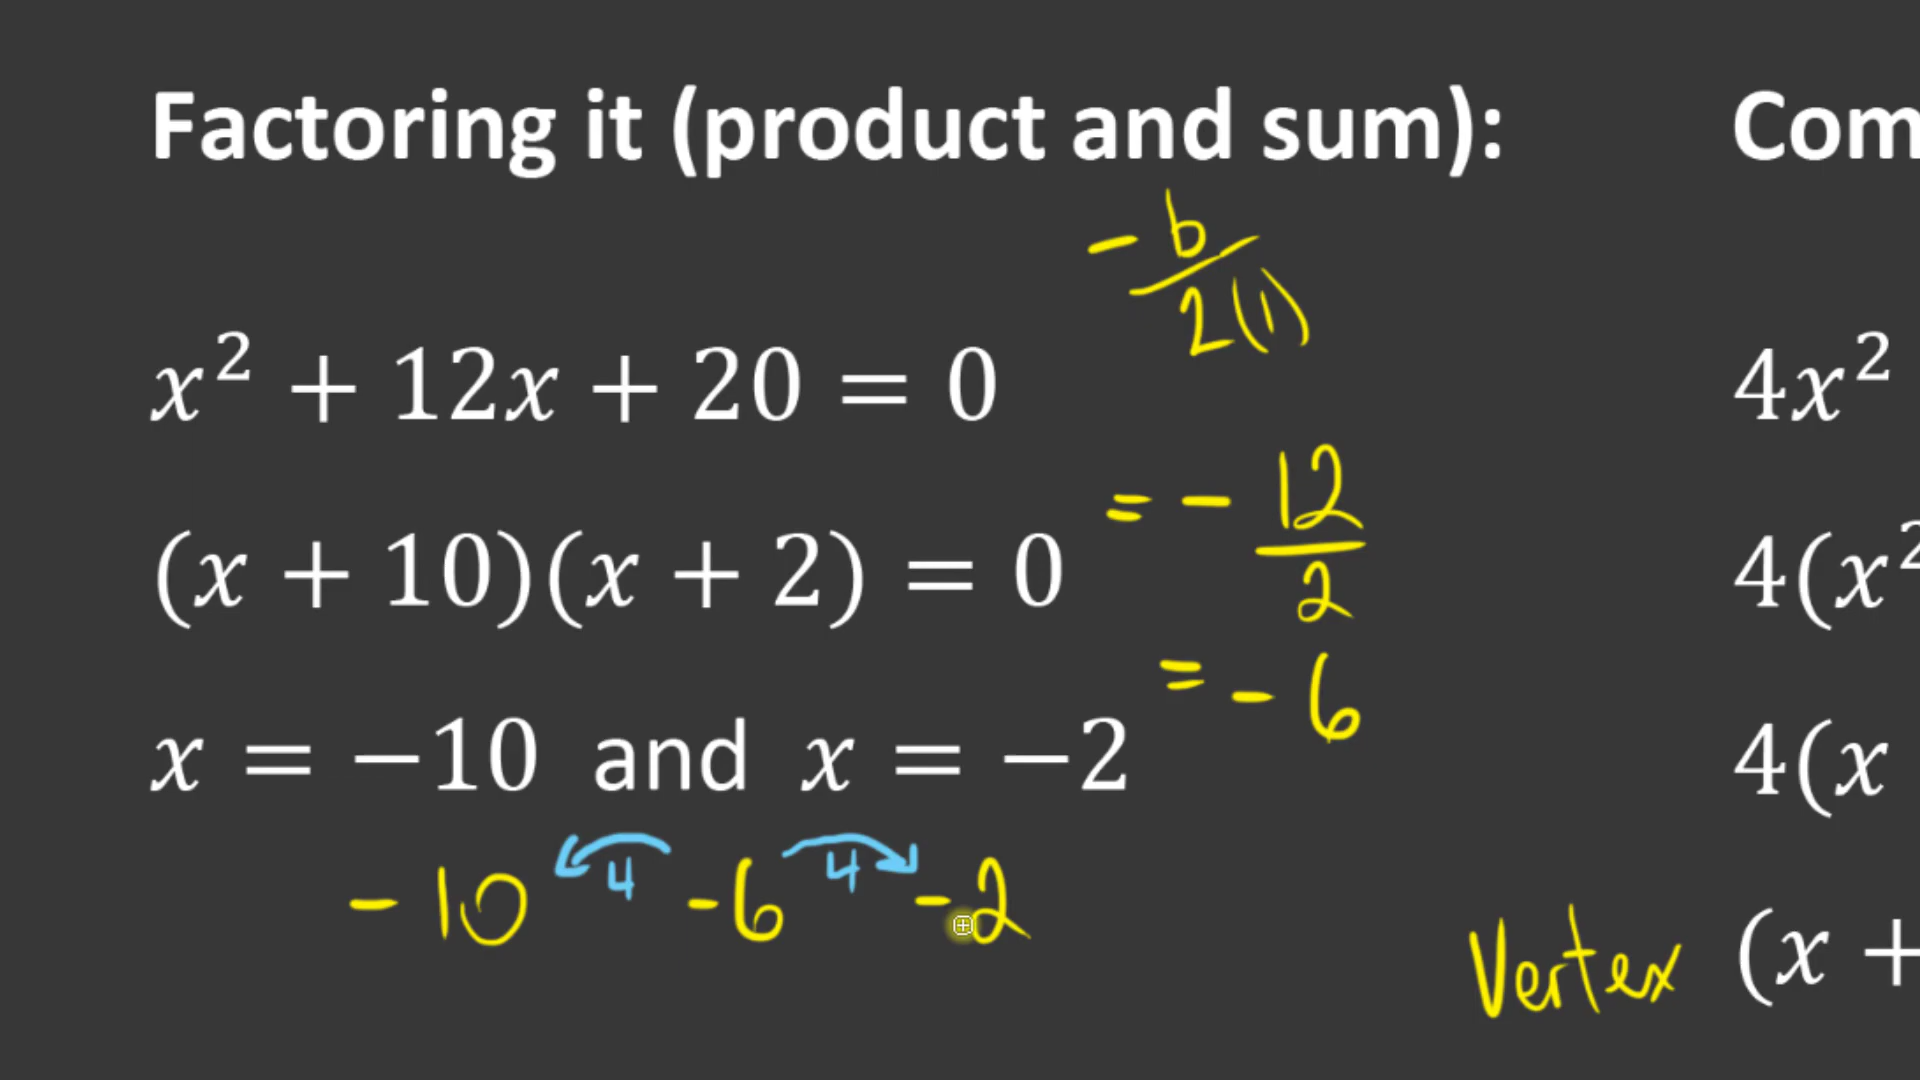 Factoring it (product and sum):
Com
- b / 2(1)
x² + 12x + 20 = 0
4x²
= - 12 / 2
(x + 10)(x + 2) = 0
4(x²
= - 6
x = −10 and x = −2
4(x
4 4
-10 -6 -2
Vertex (x +